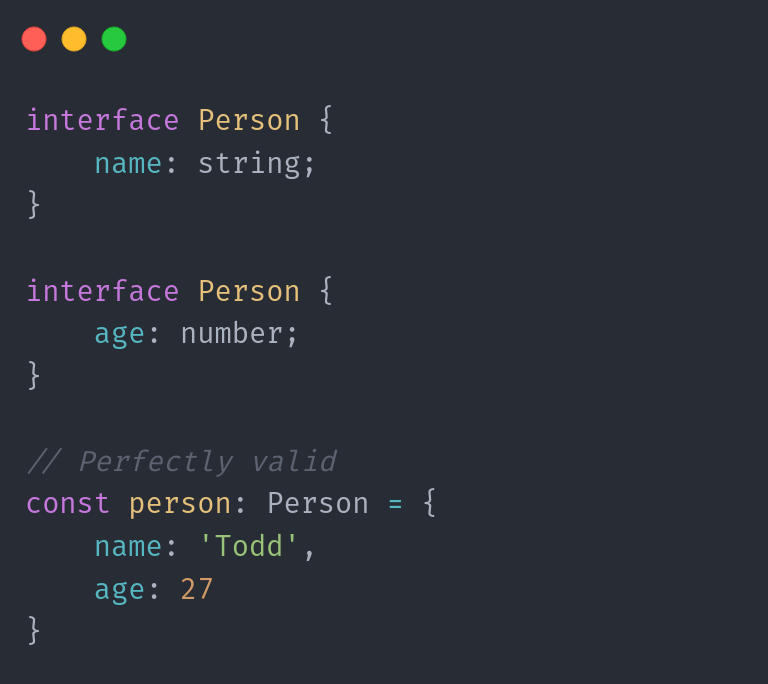 interface Person {
    name: string;
}

interface Person {
    age: number;
}

// Perfectly valid
const person: Person = {
    name: 'Todd',
    age: 27
}